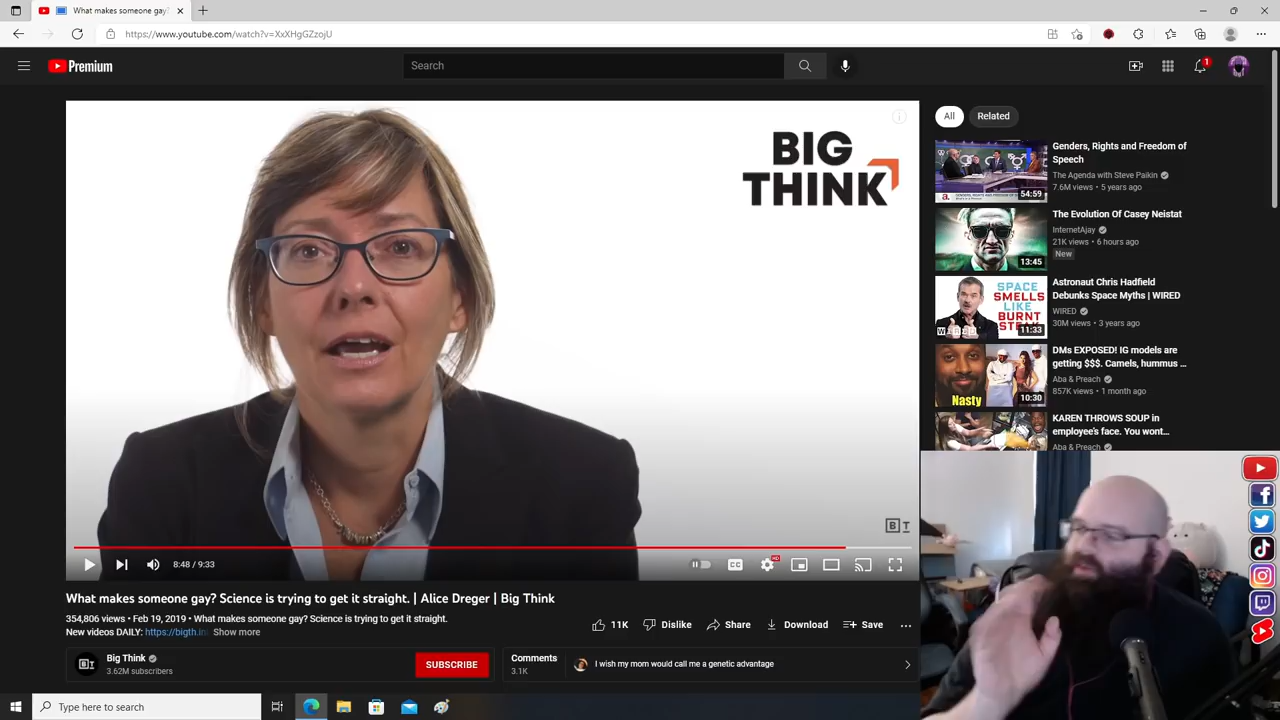 What makes someone gay?
https://www.youtube.com/watch?v=XxXHgGZzojU
Premium
Search
1
BIG
THINK
All
Related
54:59
Genders, Rights and Freedom of
Speech
The Agenda with Steve Paikin
7.6M views • 5 years ago
13:45
The Evolution Of Casey Neistat
InternetAjay
21K views • 6 hours ago
New
SPACE
SMELLS
LIKE
BURNT
WIRED
11:33
Astronaut Chris Hadfield
Debunks Space Myths | WIRED
WIRED
30M views • 3 years ago
Nasty
10:30
DMs EXPOSED! IG models are
getting $$$. Camels, hummus ...
Aba & Preach
857K views • 1 month ago
KAREN THROWS SOUP in
employee's face. You wont...
Aba & Preach
B T
8:48 / 9:33
CC
HD
What makes someone gay? Science is trying to get it straight. | Alice Dreger | Big Think
354,806 views • Feb 19, 2019 • What makes someone gay? Science is trying to get it straight.
New videos DAILY: https://bigth.in Show more
11K
Dislike
Share
Download
Save
BT
Big Think
3.62M subscribers
SUBSCRIBE
Comments
3.1K
I wish my mom would call me a genetic advantage
Type here to search